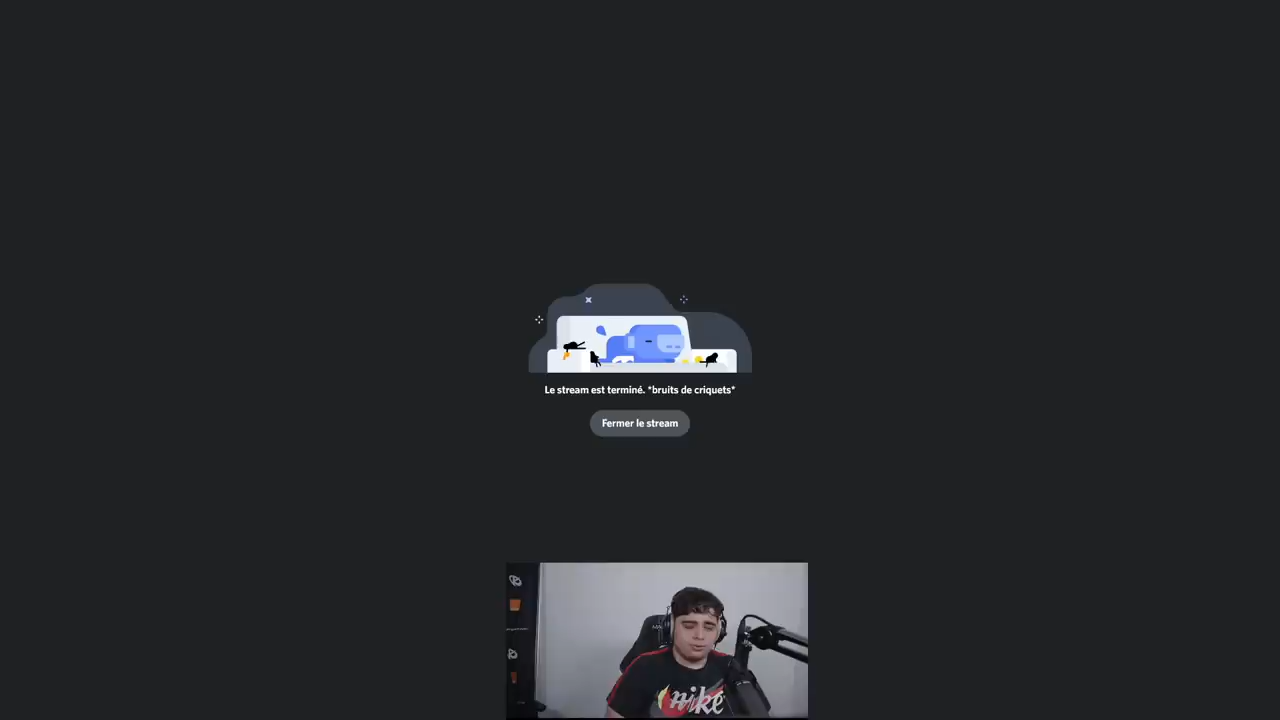 Le stream est terminé. *bruits de criquets*
Fermer le stream
nike